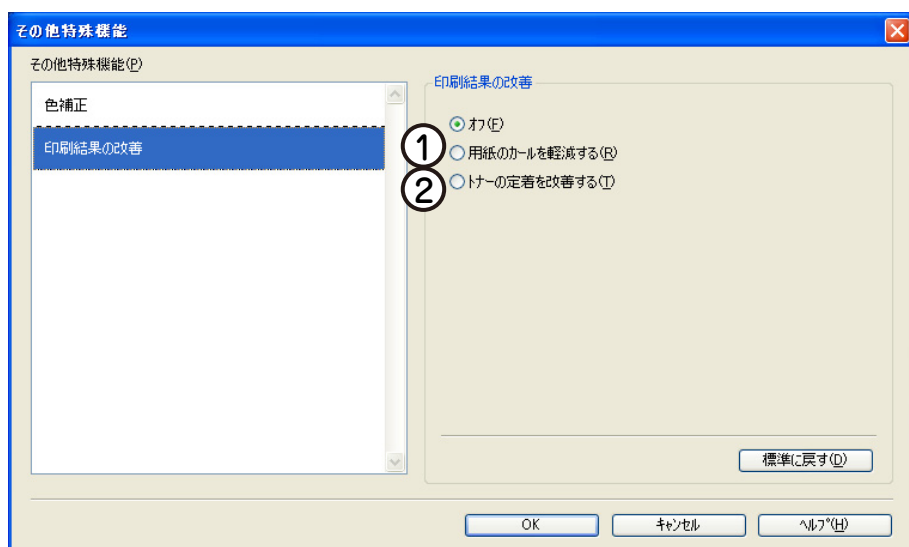 その他特殊機能
その他特殊機能(P)
色補正
印刷結果の改善
印刷結果の改善
オフ(F)
① 用紙のカールを軽減する(R)
② トナーの定着を改善する(T)
標準に戻す(D)
OK キャンセル ヘルプ(H)